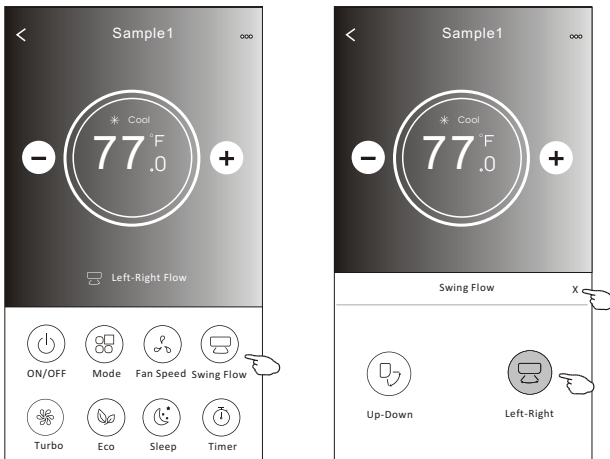 Sample1
Cool
77.0 °F
Left-Right Flow
ON/OFF Mode Fan Speed Swing Flow
Turbo Eco Sleep Timer
Sample1
Cool
77.0 °F
Swing Flow X
Up-Down Left-Right